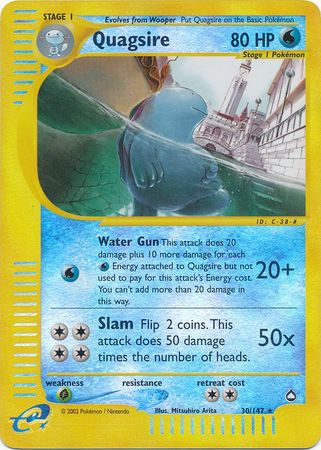 STAGE 1
Evolves from Wooper Put Quagsire on the Basic Pokémon
Quagsire 80 HP
Stage 1 Pokémon
ID: C-38-#
Water Gun This attack does 20
damage plus 10 more damage for each
Energy attached to Quagsire but not
used to pay for this attack's Energy cost.
You can't add more than 20 damage in
this way.
20+
Slam Flip 2 coins. This
attack does 50 damage
times the number of heads.
50x
weakness resistance retreat cost
e
© 2002 Pokémon / Nintendo Illus. Mitsuhiro Arita 30/147 ★